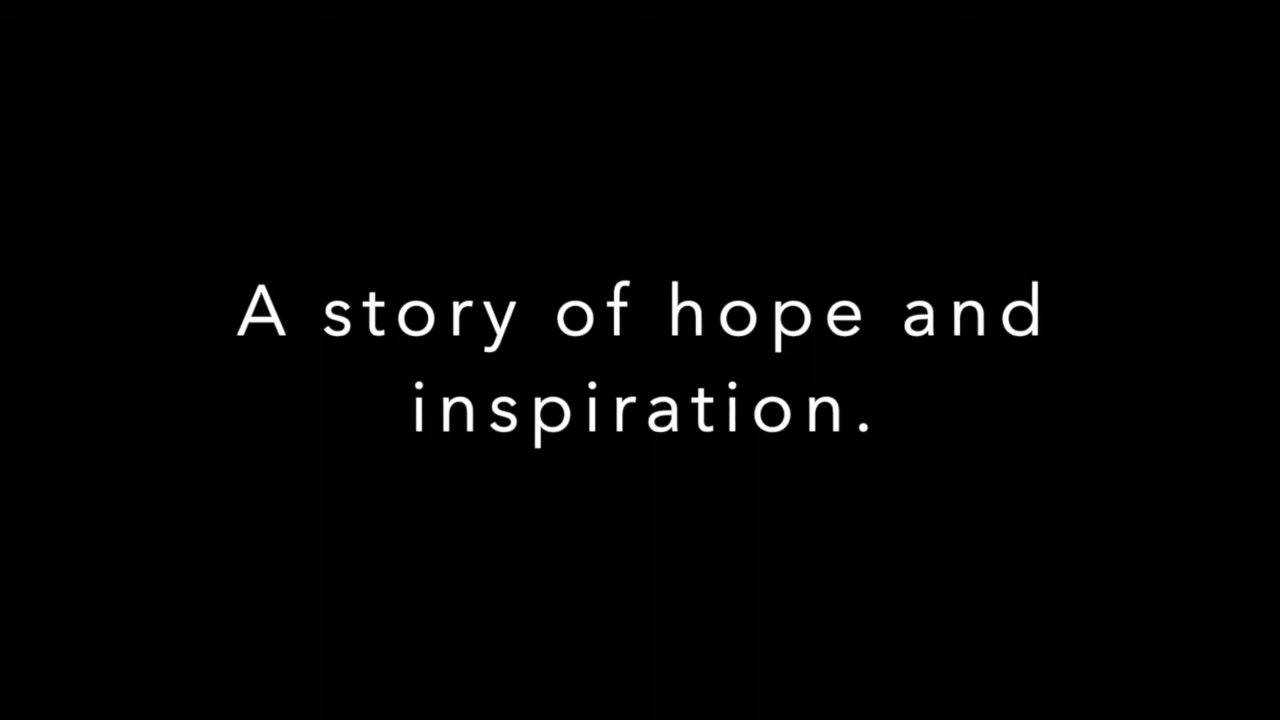 A story of hope and
inspiration.